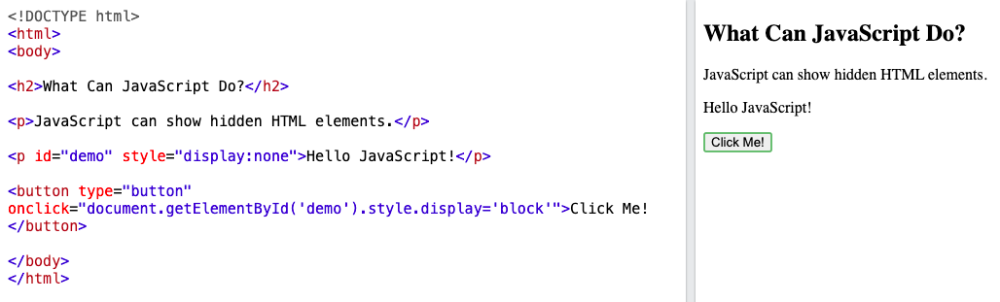 <!DOCTYPE html>
<html>
<body>
<h2>What Can JavaScript Do?</h2>
<p>JavaScript can show hidden HTML elements.</p>
<p id="demo" style="display:none">Hello JavaScript!</p>
<button type="button"
onclick="document.getElementById('demo').style.display='block'">Click Me!
</button>
</body>
</html>
What Can JavaScript Do?
JavaScript can show hidden HTML elements.
Hello JavaScript!
Click Me!